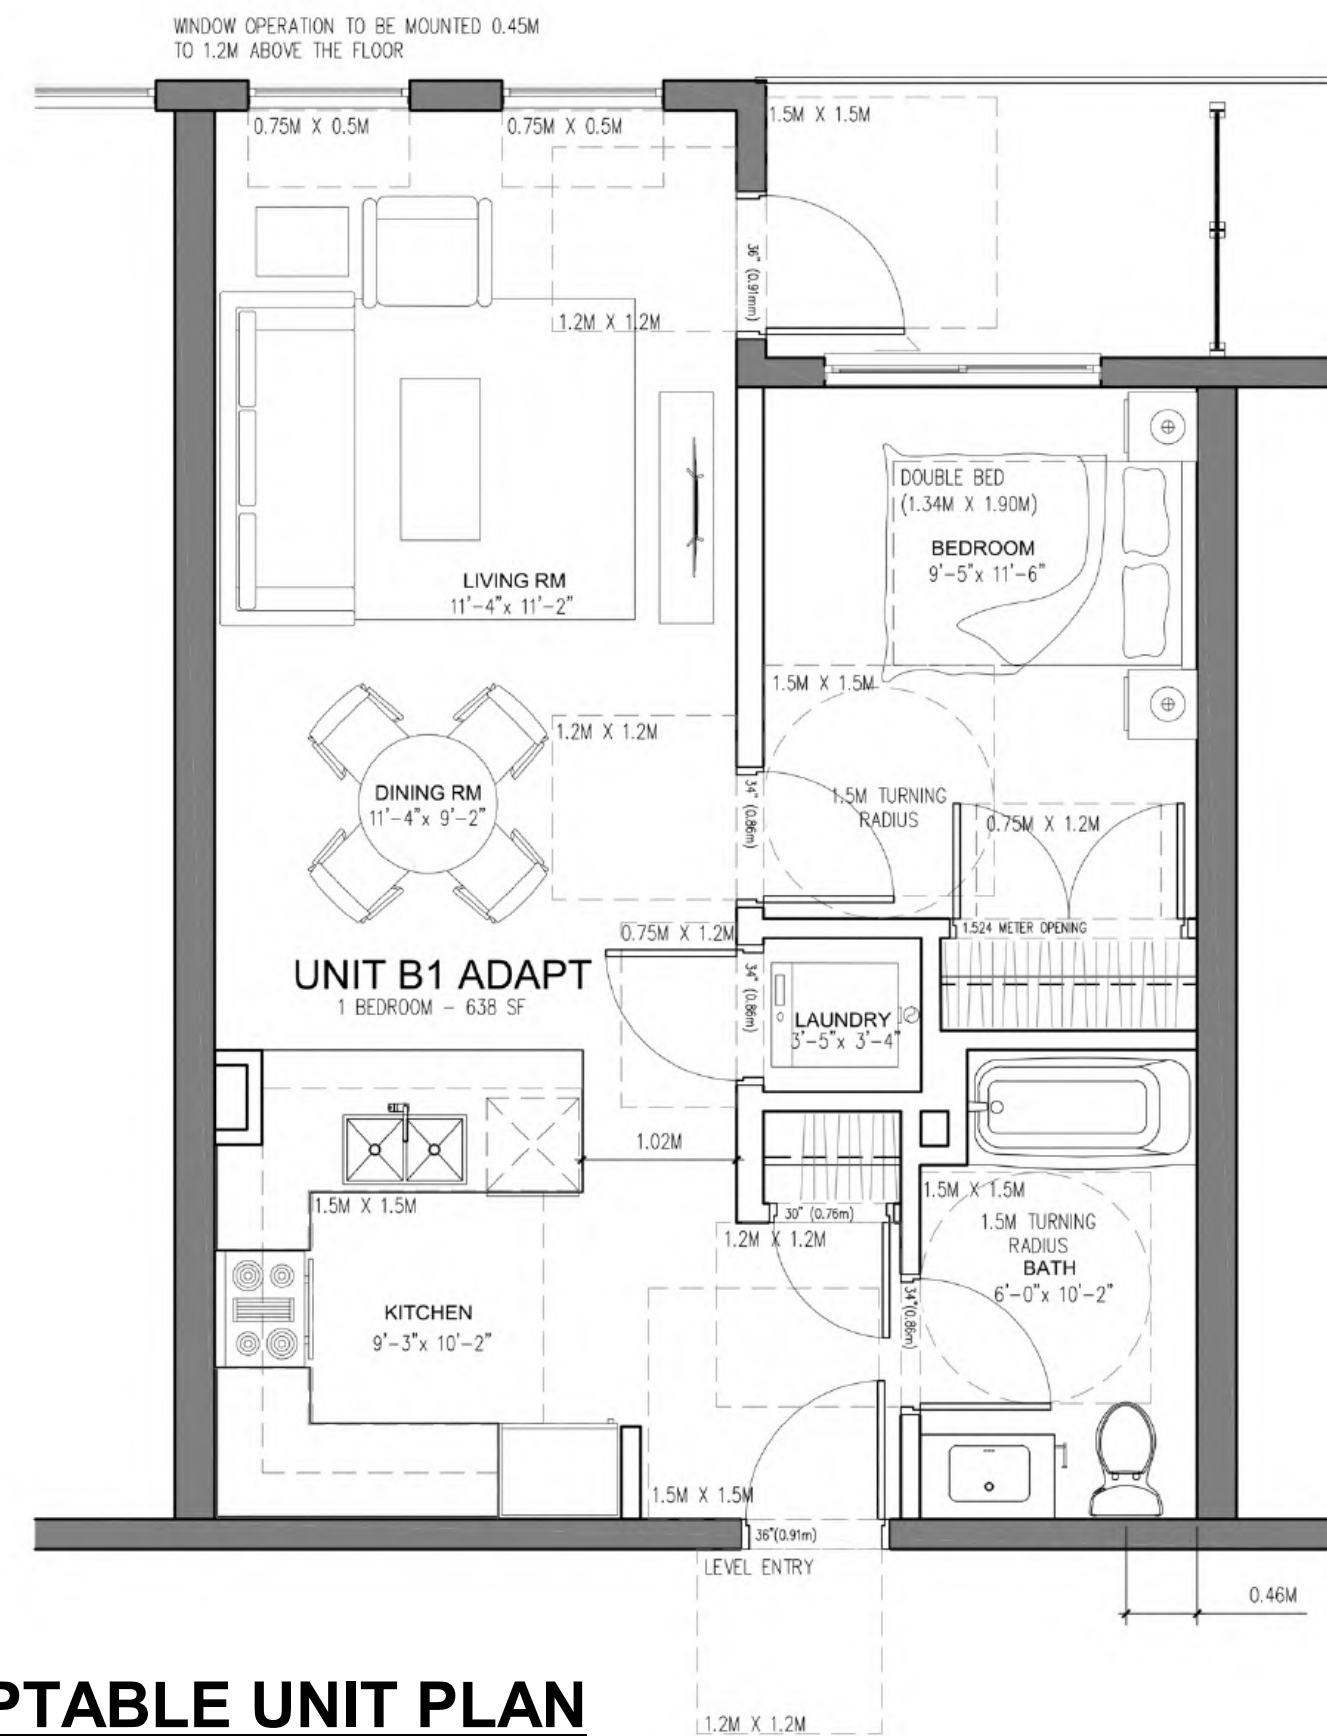 WINDOW OPERATION TO BE MOUNTED 0.45M
TO 1.2M ABOVE THE FLOOR
0.75M X 0.5M
0.75M X 0.5M
1.5M X 1.5M
36" (0.91mm)
1.2M X 1.2M
DOUBLE BED
(1.34M X 1.90M)
BEDROOM
9'-5"x 11'-6"
LIVING RM
11'-4"x 11'-2"
1.5M X 1.5M
1.2M X 1.2M
DINING RM
11'-4"x 9'-2"
34" (0.86m)
1.5M TURNING
RADIUS
0.75M X 1.2M
0.75M X 1.2M
1.524 METER OPENING
UNIT B1 ADAPT
1 BEDROOM - 638 SF
34" (0.86m)
LAUNDRY
3'-5"x 3'-4"
1.02M
1.5M X 1.5M
1.5M X 1.5M
30" (0.76m)
1.2M X 1.2M
1.5M TURNING
RADIUS
BATH
6'-0"x 10'-2"
34"(0.86m)
KITCHEN
9'-3"x 10'-2"
1.5M X 1.5M
36"(0.91m)
LEVEL ENTRY
0.46M
PTABLE UNIT PLAN
1.2M X 1.2M